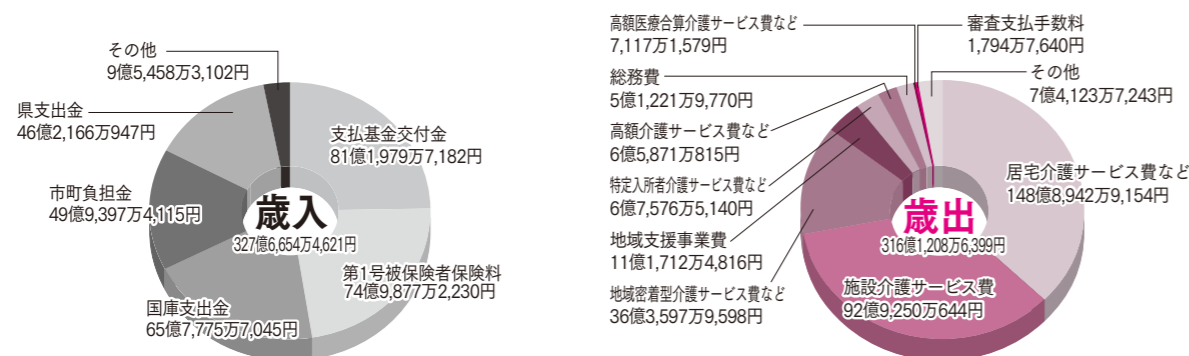 その他
9億5,458万3,102円
県支出金
46億2,166万947円
市町負担金
49億9,397万4,115円
国庫支出金
65億7,775万7,045円
支払基金交付金
81億1,979万7,182円
第1号被保険者保険料
74億9,877万2,230円
歳入
327億6,654万4,621円
高額医療合算介護サービス費など
7,117万1,579円
総務費
5億1,221万9,770円
高額介護サービス費など
6億5,871万815円
特定入所者介護サービス費など
6億7,576万5,140円
地域支援事業費
11億1,712万4,816円
地域密着型介護サービス費など
36億3,597万9,598円
審査支払手数料
1,794万7,640円
その他
7億4,123万7,243円
居宅介護サービス費など
148億8,942万9,154円
施設介護サービス費
92億9,250万644円
歳出
316億1,208万6,399円